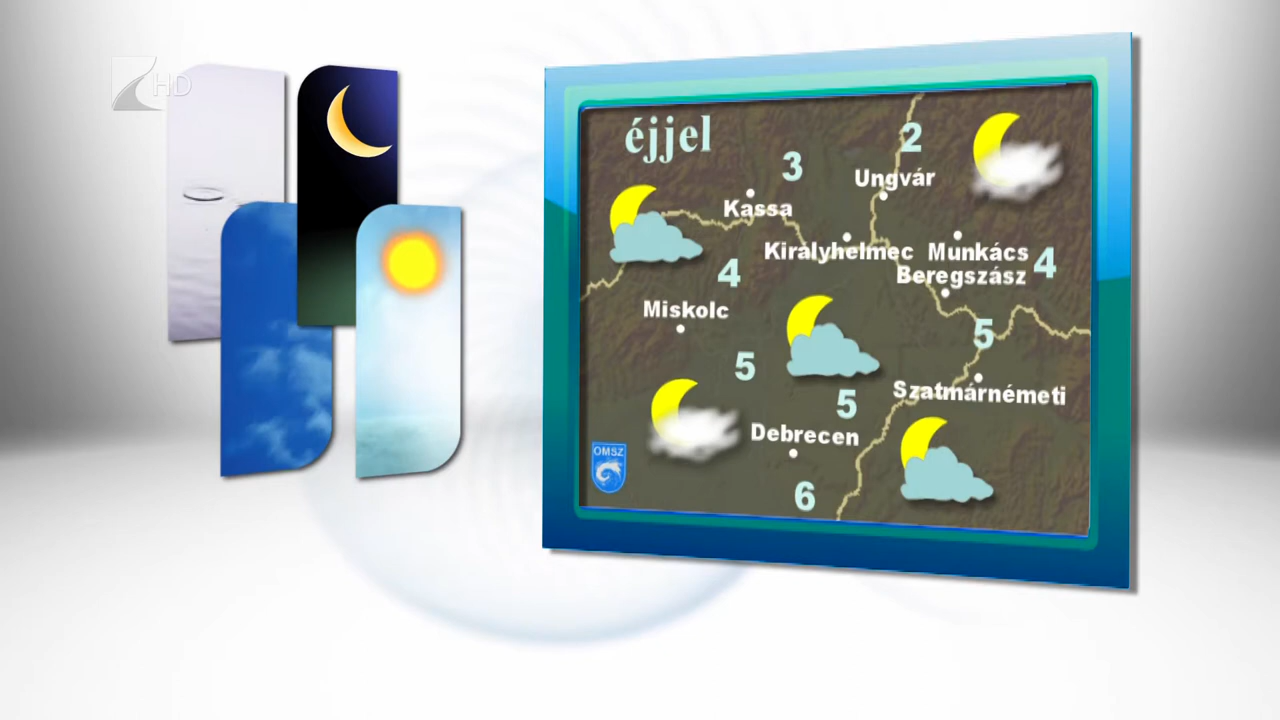 HD
éjjel
2
3
Ungvár
Kassa
Királyhelmec
Munkács
4
Beregszász
4
Miskolc
5
5
Szatmárnémeti
5
Debrecen
OMSZ
6